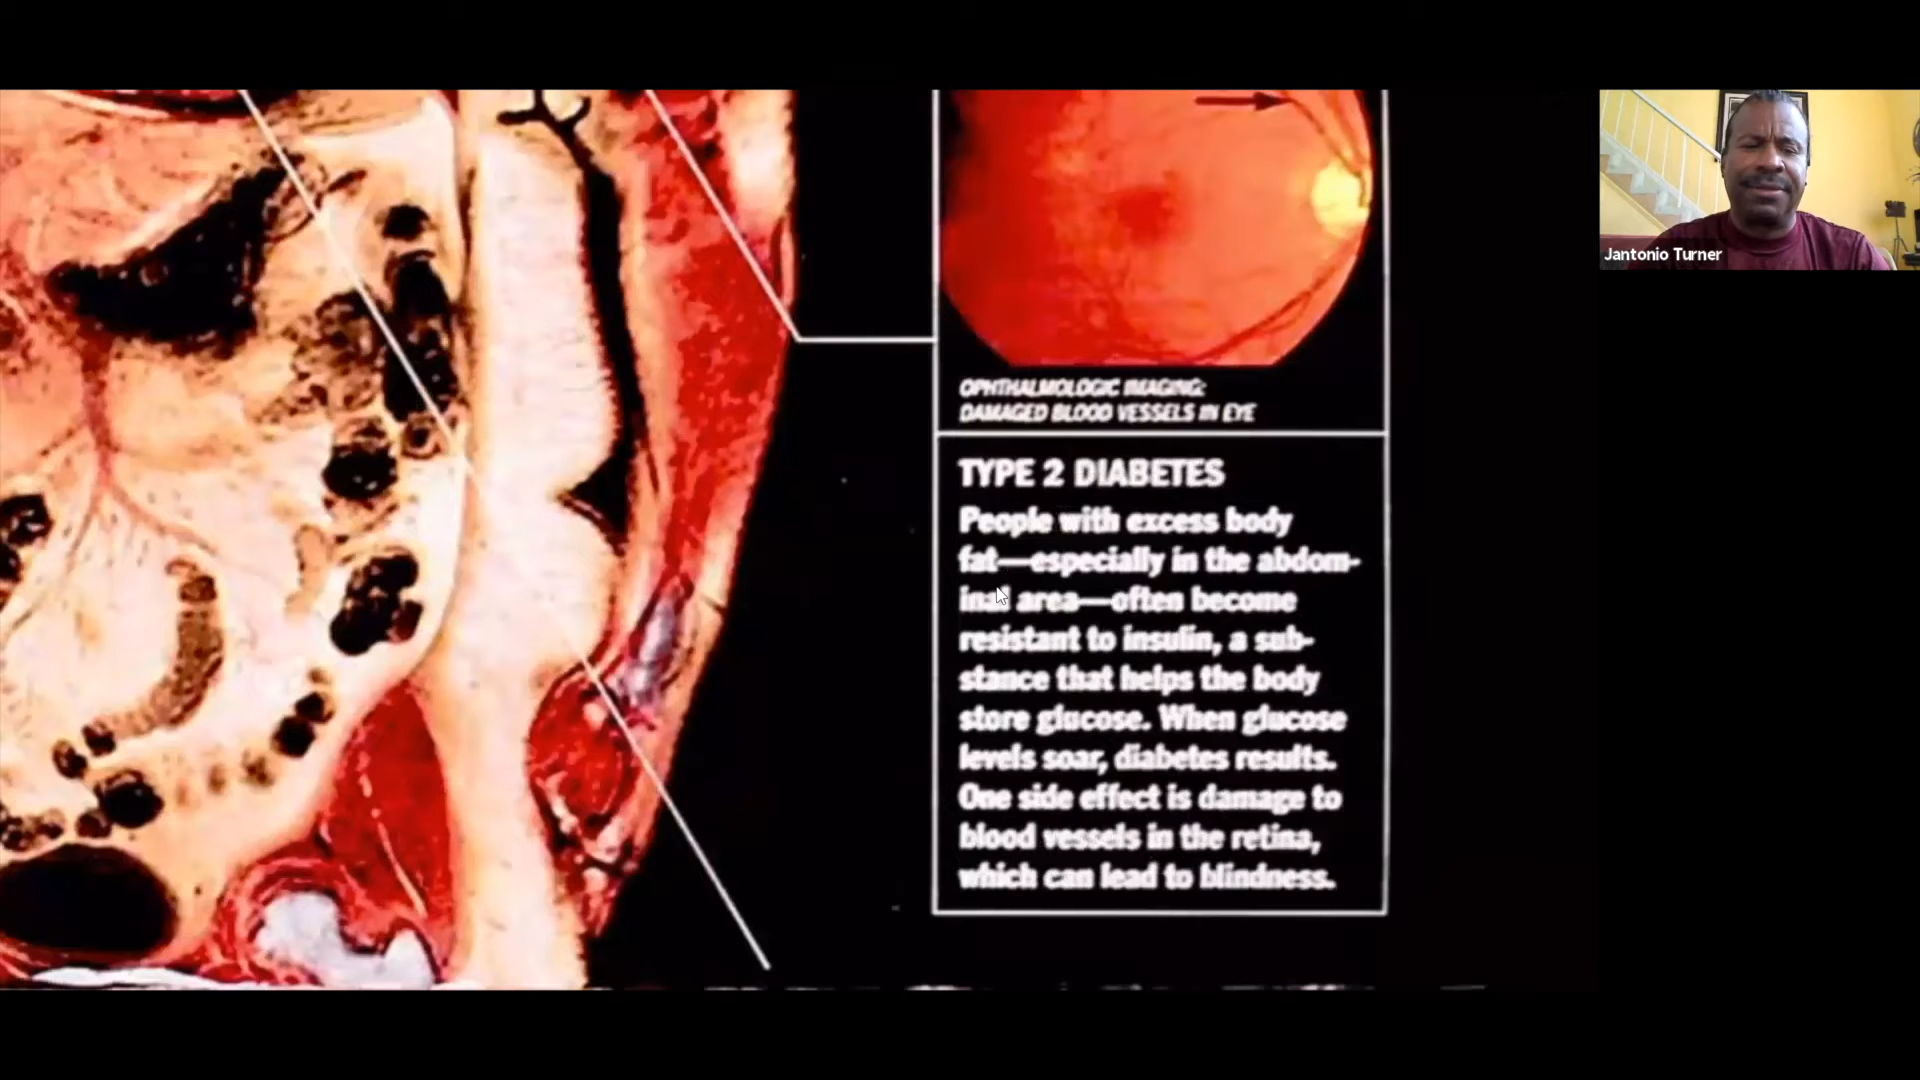 Jantonio Turner
OPHTHALMOLOGIC IMAGING:
DAMAGED BLOOD VESSELS IN EYE
TYPE 2 DIABETES
People with excess body
fat—especially in the abdom-
inal area—often become
resistant to insulin, a sub-
stance that helps the body
store glucose. When glucose
levels soar, diabetes results.
One side effect is damage to
blood vessels in the retina,
which can lead to blindness.